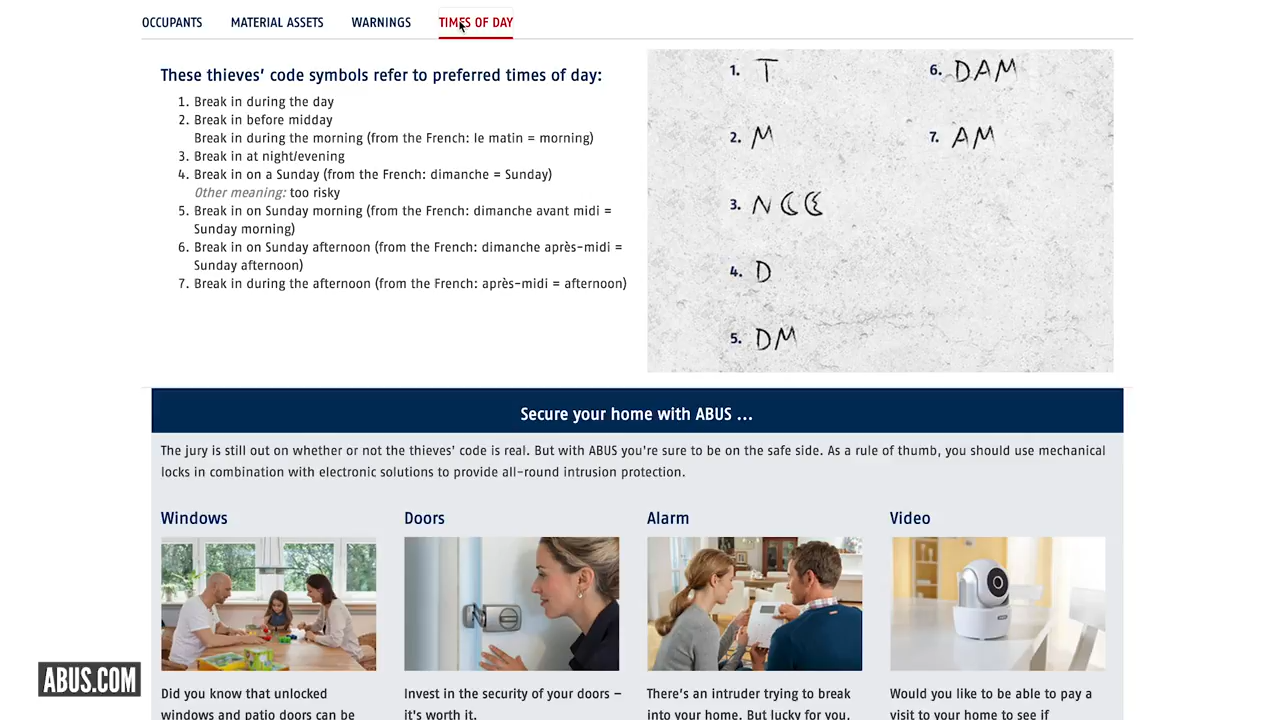 OCCUPANTS MATERIAL ASSETS WARNINGS TIMES OF DAY
These thieves' code symbols refer to preferred times of day:
1. Break in during the day
2. Break in before midday
Break in during the morning (from the French: le matin = morning)
3. Break in at night/evening
4. Break in on a Sunday (from the French: dimanche = Sunday)
Other meaning: too risky
5. Break in on Sunday morning (from the French: dimanche avant midi =
Sunday morning)
6. Break in on Sunday afternoon (from the French: dimanche après-midi =
Sunday afternoon)
7. Break in during the afternoon (from the French: après-midi = afternoon)
1. T
2. M
3. N
4. D
5. DM
6. DAM
7. AM
Secure your home with ABUS ...
The jury is still out on whether or not the thieves' code is real. But with ABUS you're sure to be on the safe side. As a rule of thumb, you should use mechanical
locks in combination with electronic solutions to provide all-round intrusion protection.
Windows
Doors
Alarm
Video
Did you know that unlocked
windows and patio doors can be
Invest in the security of your doors –
it's worth it.
There's an intruder trying to break
into your home. But lucky for you,
Would you like to be able to pay a
visit to your home to see if
ABUS.COM